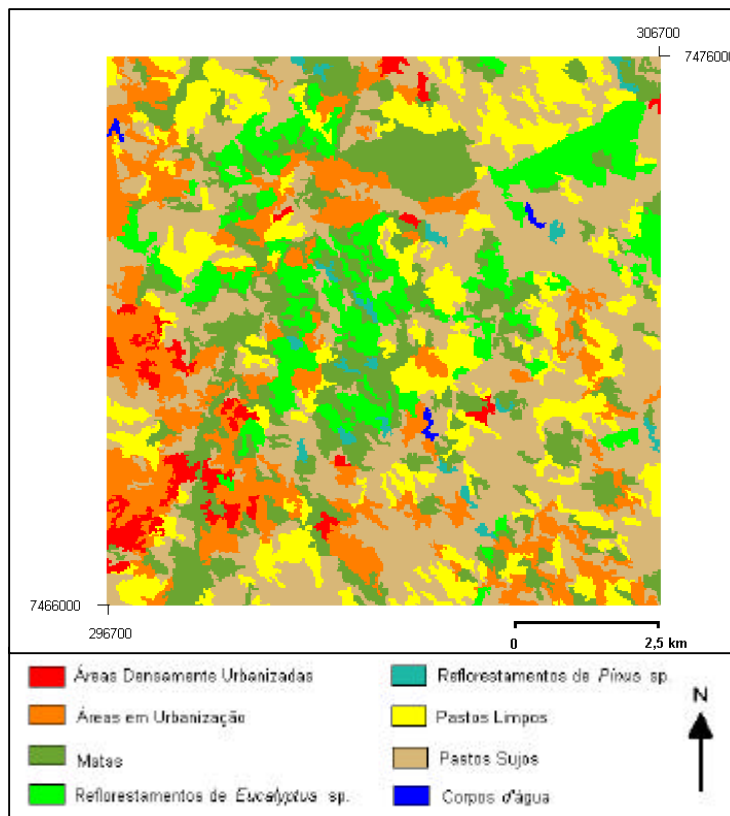 306700
7476000
7466000
296700
0 2,5 km
Áreas Densamente Urbanizadas
Áreas em Urbanização
Matas
Reflorestamentos de Eucalyptus sp.
Reflorestamentos de Pinus sp.
Pastos Limpos
Pastos Sujos
Corpos d'água
N